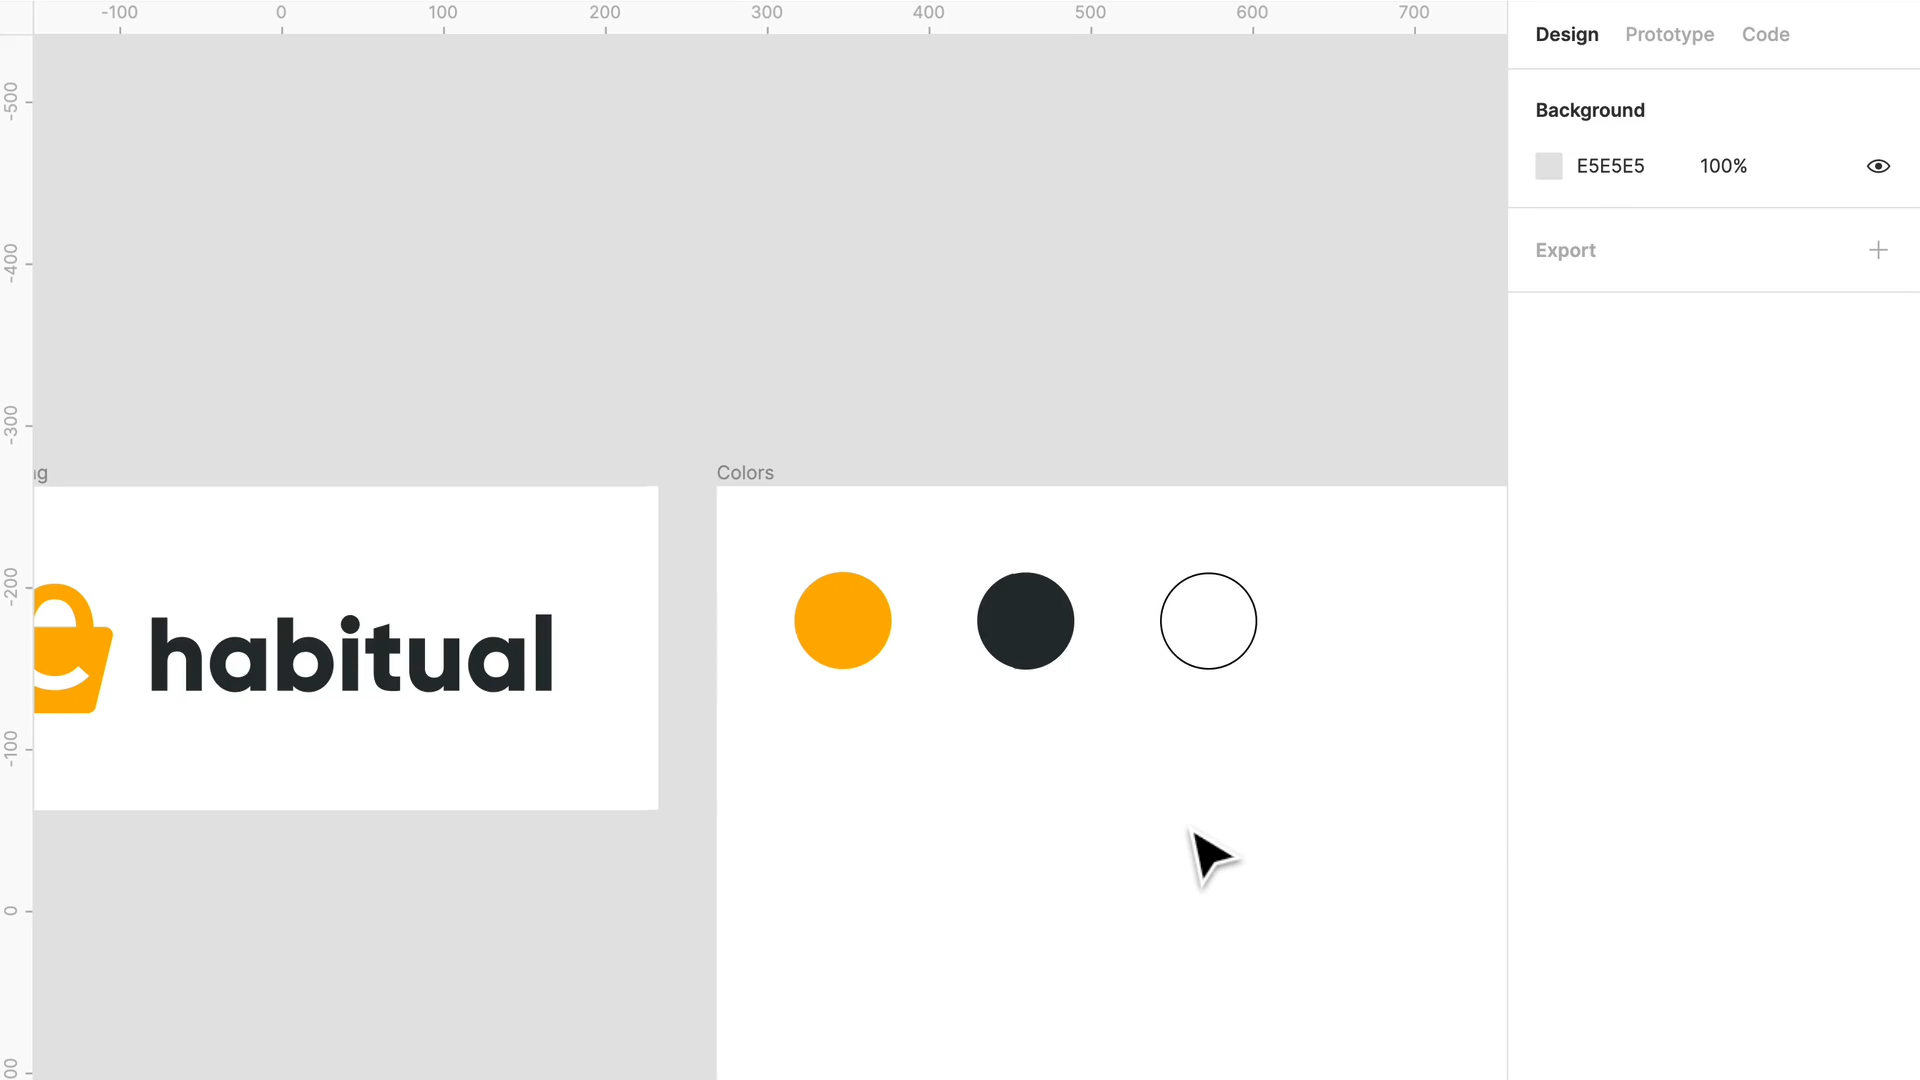 -100 0 100 200 300 400 500 600 700
Design Prototype Code
-500
Background
E5E5E5 100%
-400
Export
-300
Colors
-200
habitual
-100
0